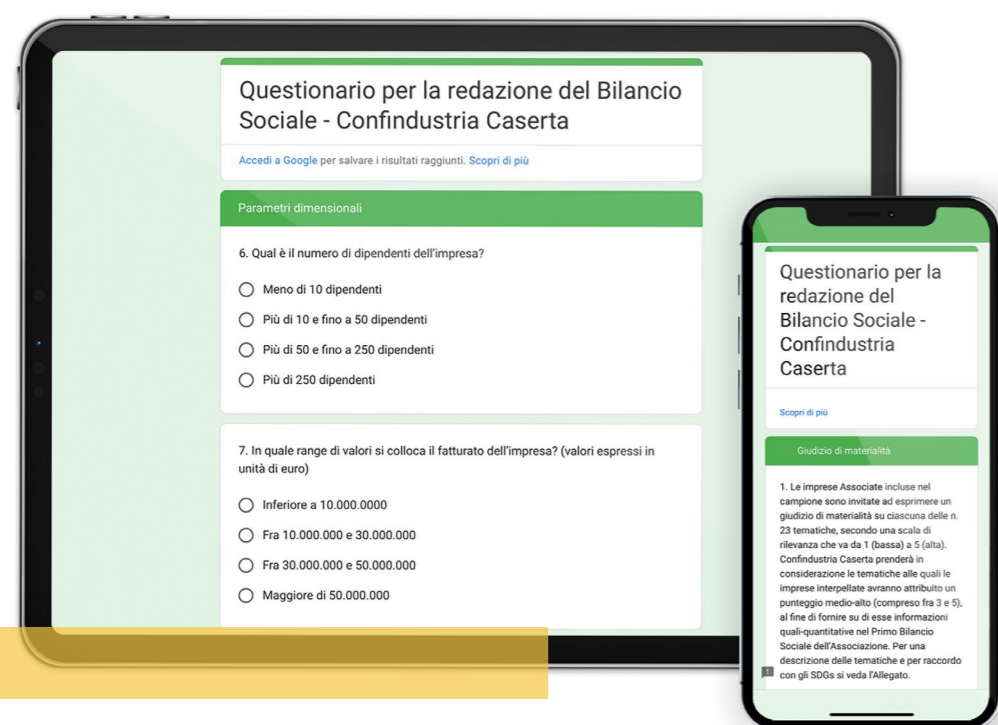 Questionario per la redazione del Bilancio
Sociale - Confindustria Caserta
Accedi a Google per salvare i risultati raggiunti. Scopri di più
Parametri dimensionali
6. Qual è il numero di dipendenti dell'impresa?
Meno di 10 dipendenti
Più di 10 e fino a 50 dipendenti
Più di 50 e fino a 250 dipendenti
Più di 250 dipendenti
7. In quale range di valori si colloca il fatturato dell'impresa? (valori espressi in
unità di euro)
Inferiore a 10.000.0000
Fra 10.000.000 e 30.000.000
Fra 30.000.000 e 50.000.000
Maggiore di 50.000.000
Questionario per la
redazione del
Bilancio Sociale -
Confindustria
Caserta
Scopri di più
Giudizio di materialità
1. Le imprese Associate incluse nel
campione sono invitate ad esprimere un
giudizio di materialità su ciascuna delle n.
23 tematiche, secondo una scala di
rilevanza che va da 1 (bassa) a 5 (alta).
Confindustria Caserta prenderà in
considerazione le tematiche alle quali le
imprese interpellate avranno attribuito un
punteggio medio-alto (compreso fra 3 e 5),
al fine di fornire su di esse informazioni
quali-quantitative nel Primo Bilancio
Sociale dell'Associazione. Per una
descrizione delle tematiche e per raccordo
con gli SDGs si veda l'Allegato.